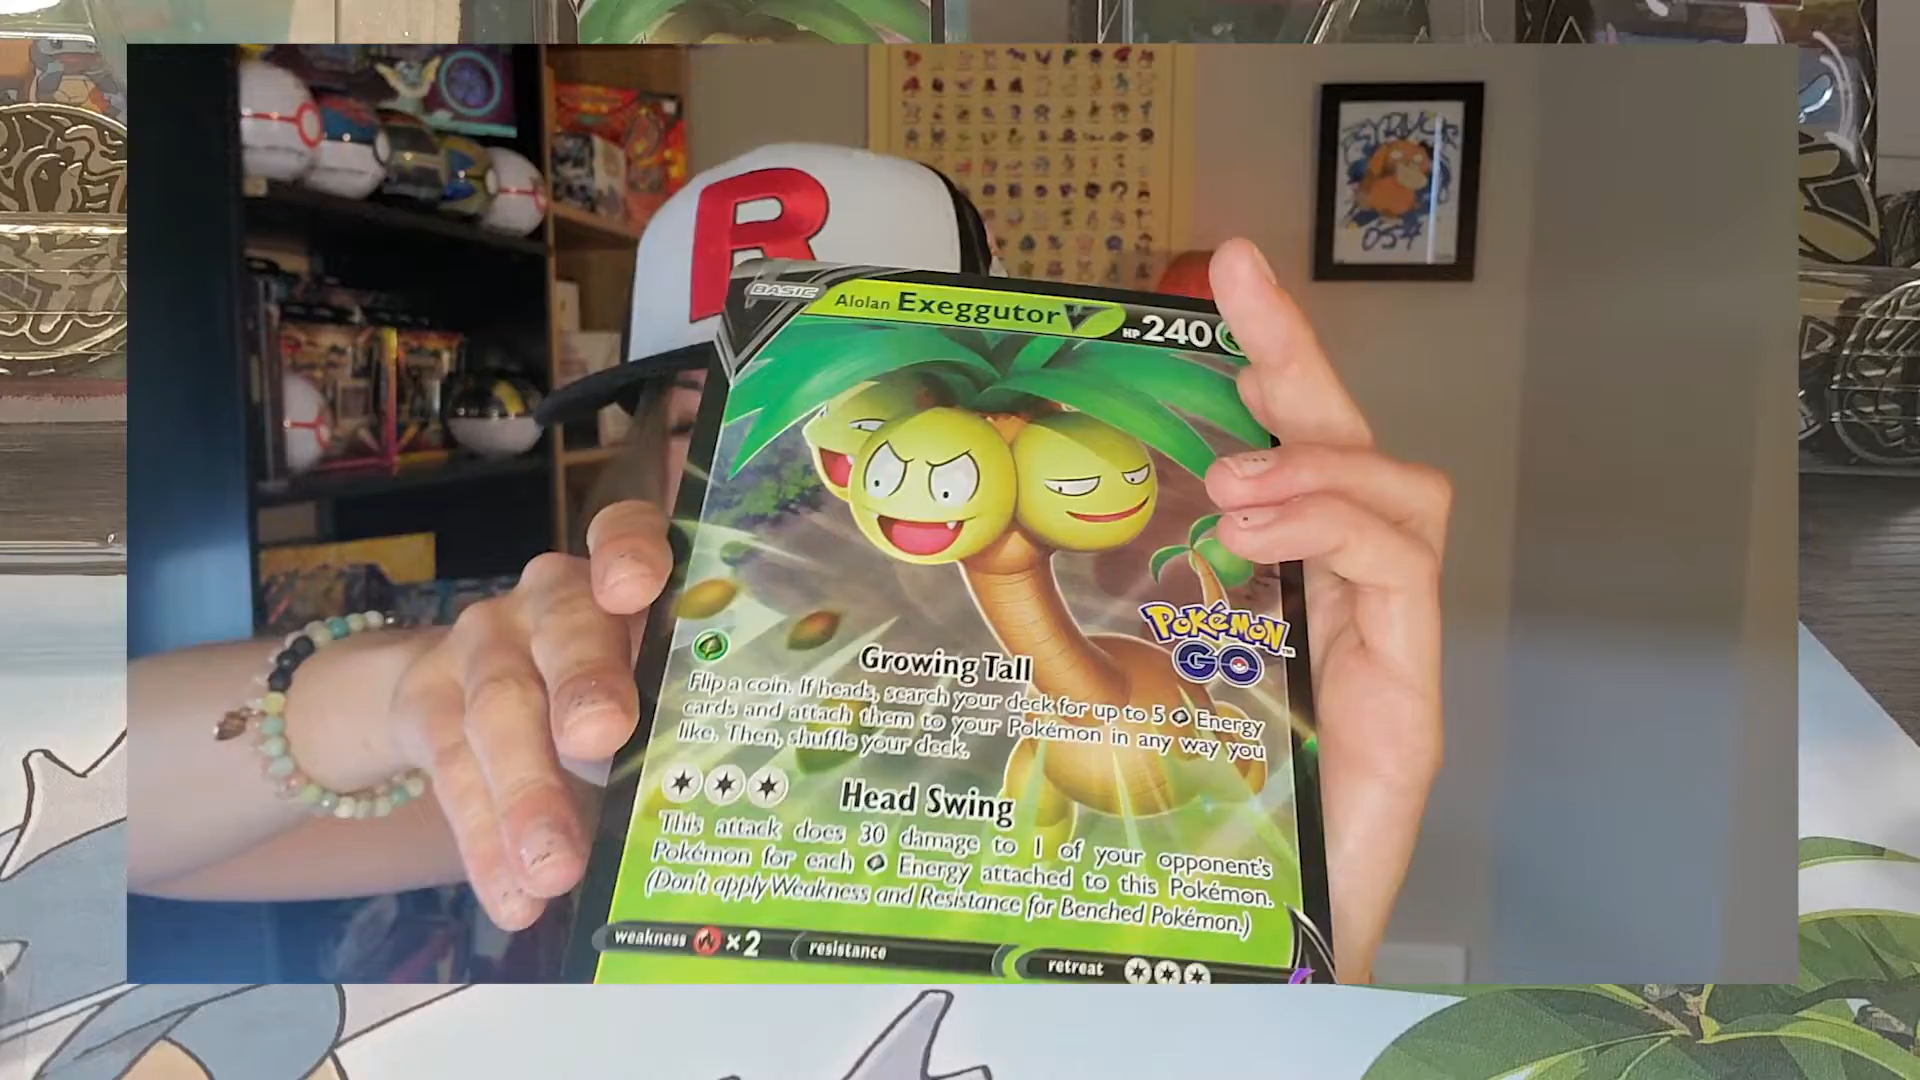 R
BASIC
Alolan Exeggutor V
HP 240
POKÉMON
GO
Growing Tall
Flip a coin. If heads, search your deck for up to 5 Energy
cards and attach them to your Pokémon in any way you
like. Then, shuffle your deck.
Head Swing
This attack does 30 damage to 1 of your opponent's
Pokémon for each Energy attached to this Pokémon.
(Don't apply Weakness and Resistance for Benched Pokémon.)
weakness ×2 resistance retreat